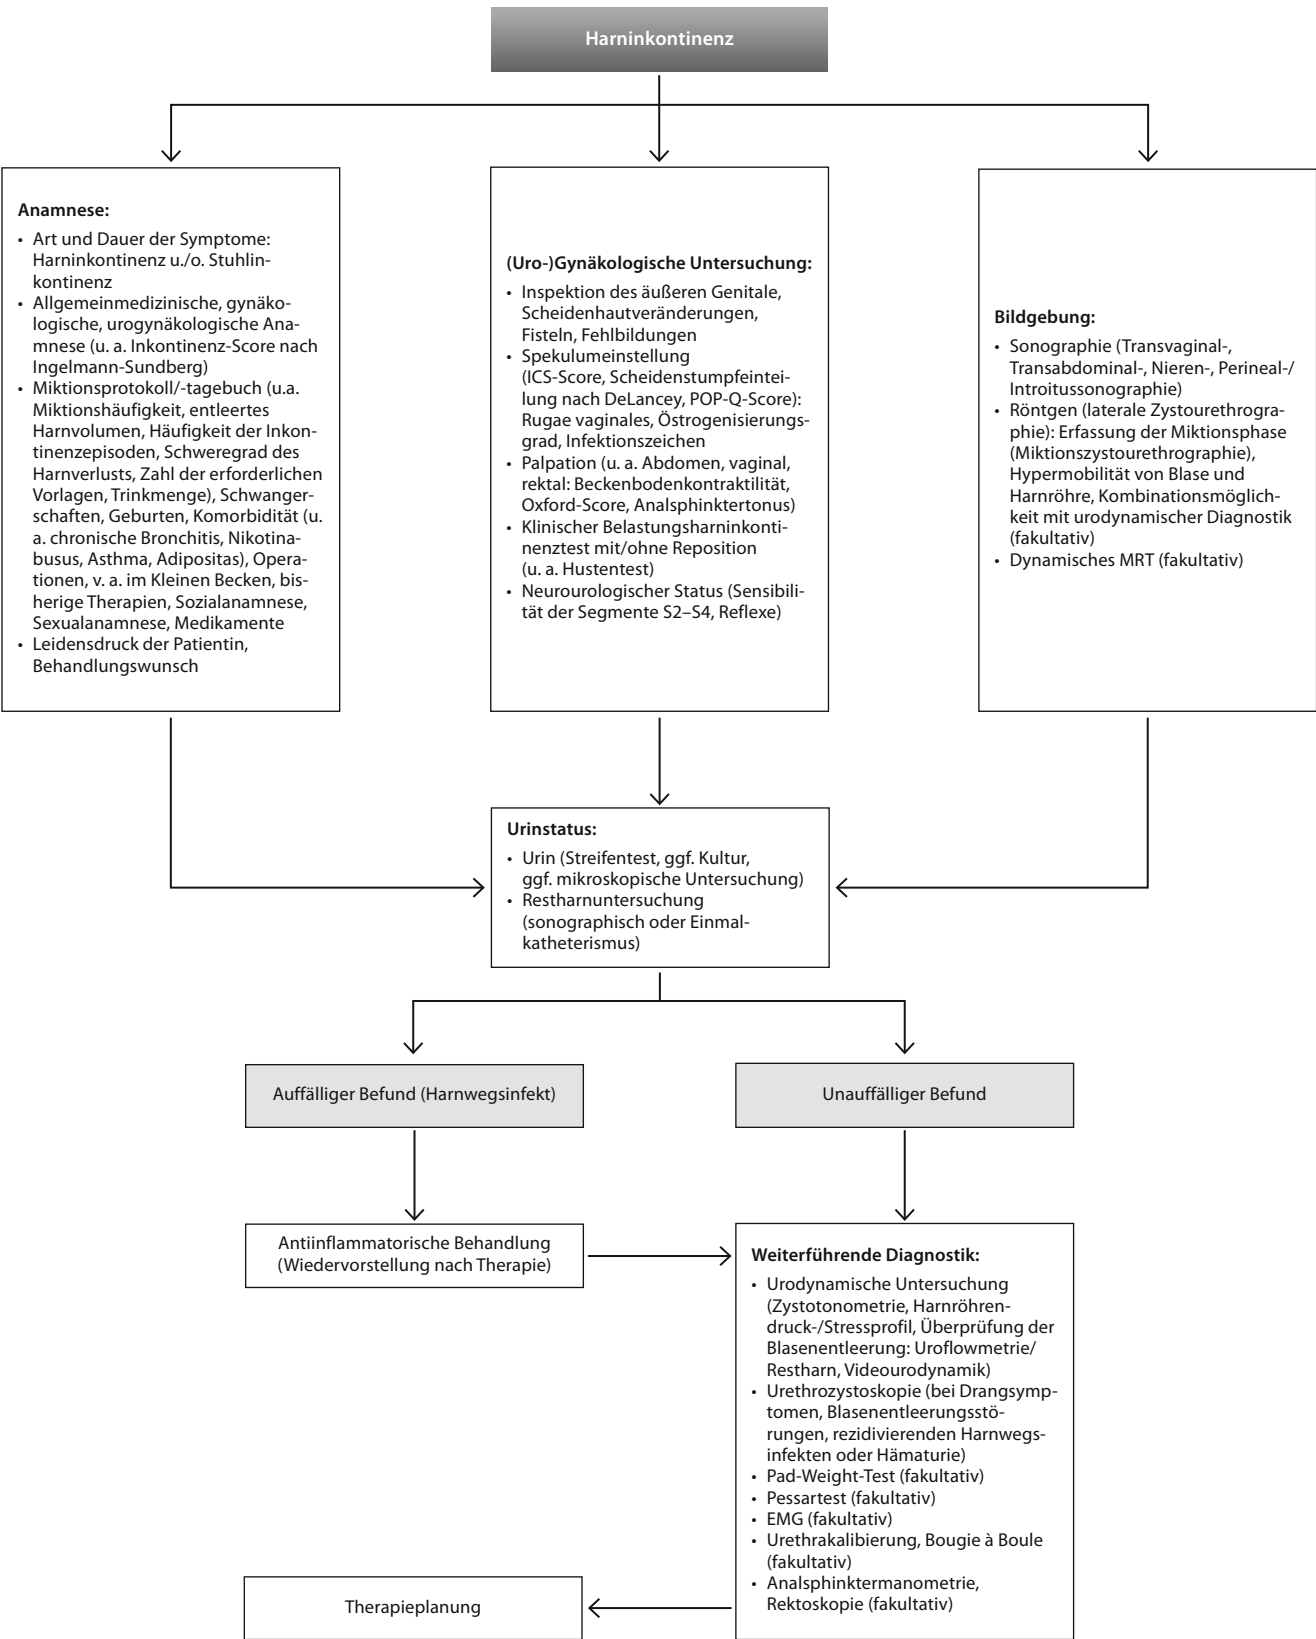 Harninkontinenz
Anamnese:
• Art und Dauer der Symptome:
Harninkontinenz u./o. Stuhlin-
kontinenz
• Allgemeinmedizinische, gynäko-
logische, urogynäkologische Ana-
mnese (u. a. Inkontinenz-Score nach
Ingelmann-Sundberg)
• Miktionsprotokoll/-tagebuch (u.a.
Miktionshäufigkeit, entleertes
Harnvolumen, Häufigkeit der Inkon-
tinenzepisoden, Schweregrad des
Harnverlusts, Zahl der erforderlichen
Vorlagen, Trinkmenge), Schwanger-
schaften, Geburten, Komorbidität (u.
a. chronische Bronchitis, Nikotina-
busus, Asthma, Adipositas), Opera-
tionen, v. a. im Kleinen Becken, bis-
herige Therapien, Sozialanamnese,
Sexualanamnese, Medikamente
• Leidensdruck der Patientin,
Behandlungswunsch
(Uro-)Gynäkologische Untersuchung:
• Inspektion des äußeren Genitale,
Scheidenhautveränderungen,
Fisteln, Fehlbildungen
• Spekulumeinstellung
(ICS-Score, Scheidenstumpfeintei-
lung nach DeLancey, POP-Q-Score):
Rugae vaginales, Östrogenisierungs-
grad, Infektionszeichen
• Palpation (u. a. Abdomen, vaginal,
rektal: Beckenbodenkontraktilität,
Oxford-Score, Analsphinktertonus)
• Klinischer Belastungsharninkonti-
nenztest mit/ohne Reposition
(u. a. Hustentest)
• Neurourologischer Status (Sensibili-
tät der Segmente S2–S4, Reflexe)
Bildgebung:
• Sonographie (Transvaginal-,
Transabdominal-, Nieren-, Perineal-/
Introitussonographie)
• Röntgen (laterale Zystourethrogra-
phie): Erfassung der Miktionsphase
(Miktionszystourethrographie),
Hypermobilität von Blase und
Harnröhre, Kombinationsmöglich-
keit mit urodynamischer Diagnostik
(fakultativ)
• Dynamisches MRT (fakultativ)
Urinstatus:
• Urin (Streifentest, ggf. Kultur,
ggf. mikroskopische Untersuchung)
• Restharnuntersuchung
(sonographisch oder Einmal-
katheterismus)
Auffälliger Befund (Harnwegsinfekt)
Unauffälliger Befund
Antiinflammatorische Behandlung
(Wiedervorstellung nach Therapie)
Weiterführende Diagnostik:
• Urodynamische Untersuchung
(Zystotonometrie, Harnröhren-
druck-/Stressprofil, Überprüfung der
Blasenentleerung: Uroflowmetrie/
Restharn, Videourodynamik)
• Urethrozystoskopie (bei Drangsymp-
tomen, Blasenentleerungsstö-
rungen, rezidivierenden Harnwegs-
infekten oder Hämaturie)
• Pad-Weight-Test (fakultativ)
• Pessartest (fakultativ)
• EMG (fakultativ)
• Urethrakalibierung, Bougie à Boule
(fakultativ)
• Analsphinktermanometrie,
Rektoskopie (fakultativ)
Therapieplanung